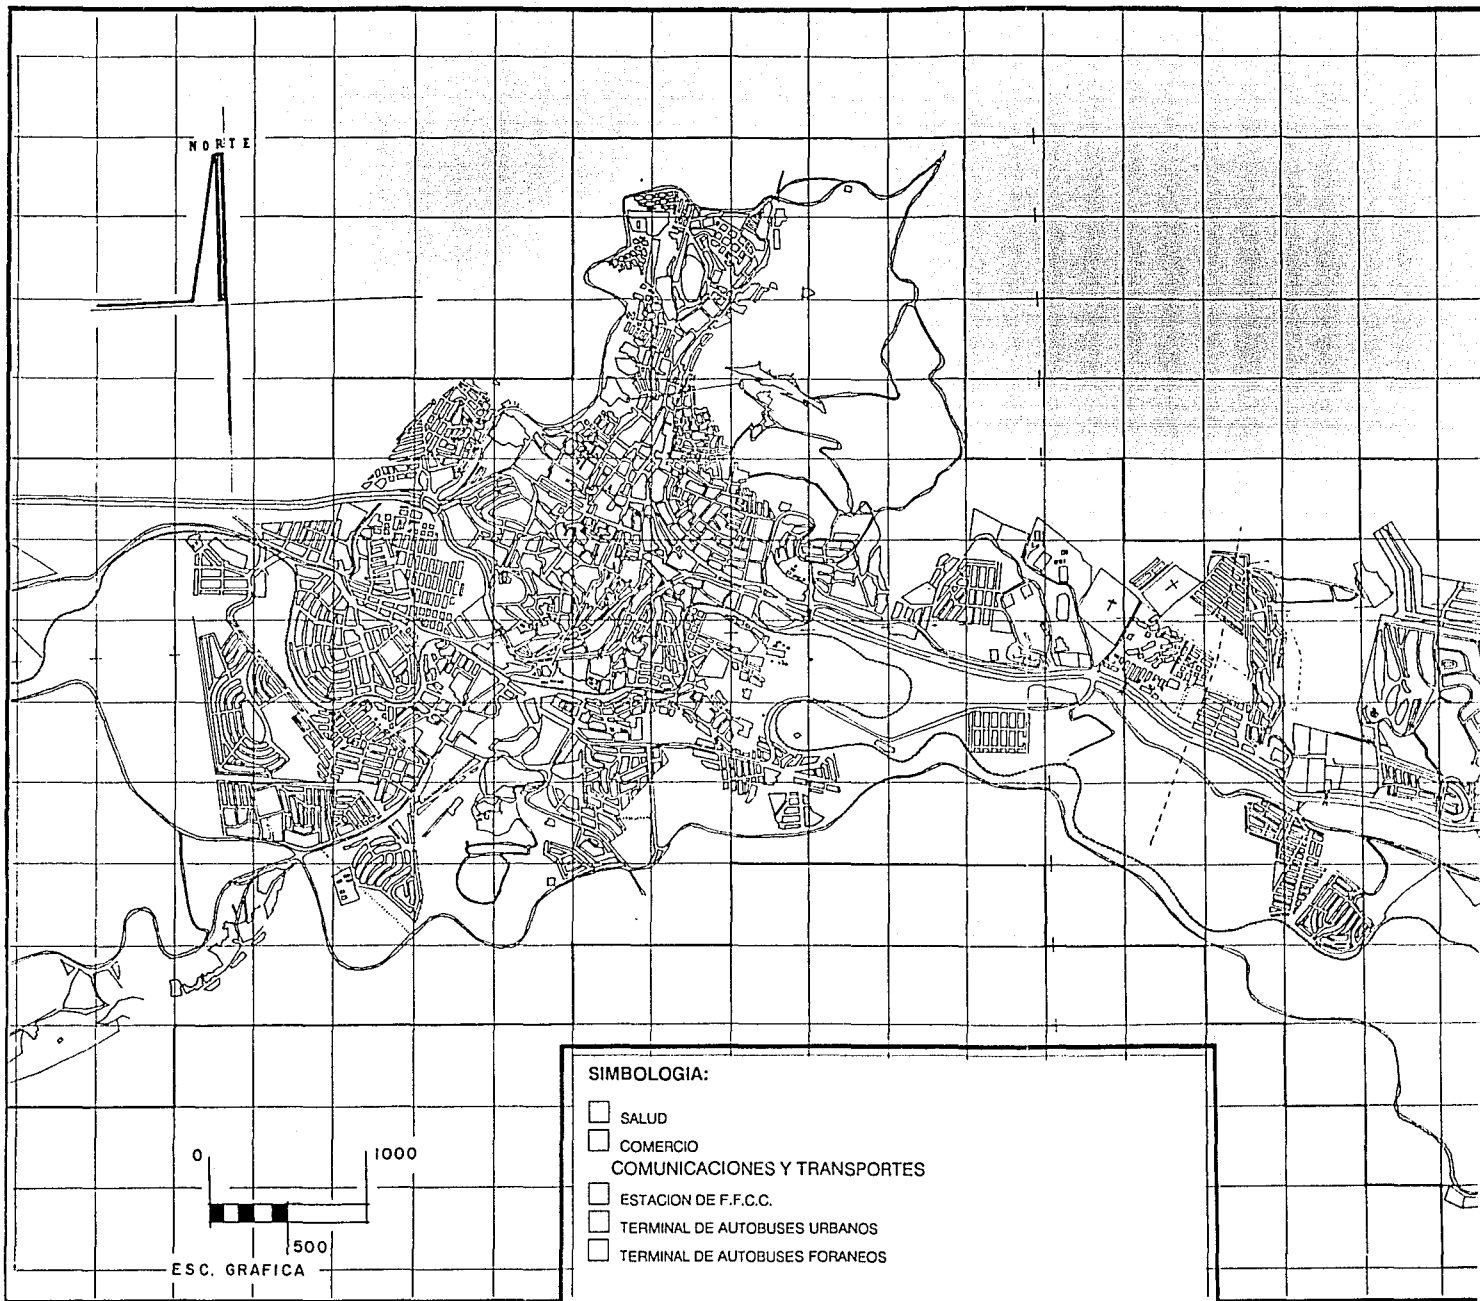 NORTE
SIMBOLOGIA:
SALUD
COMERCIO
COMUNICACIONES Y TRANSPORTES
ESTACION DE F.F.C.C.
TERMINAL DE AUTOBUSES URBANOS
TERMINAL DE AUTOBUSES FORANEOS
0 1000
500
ESC. GRAFICA